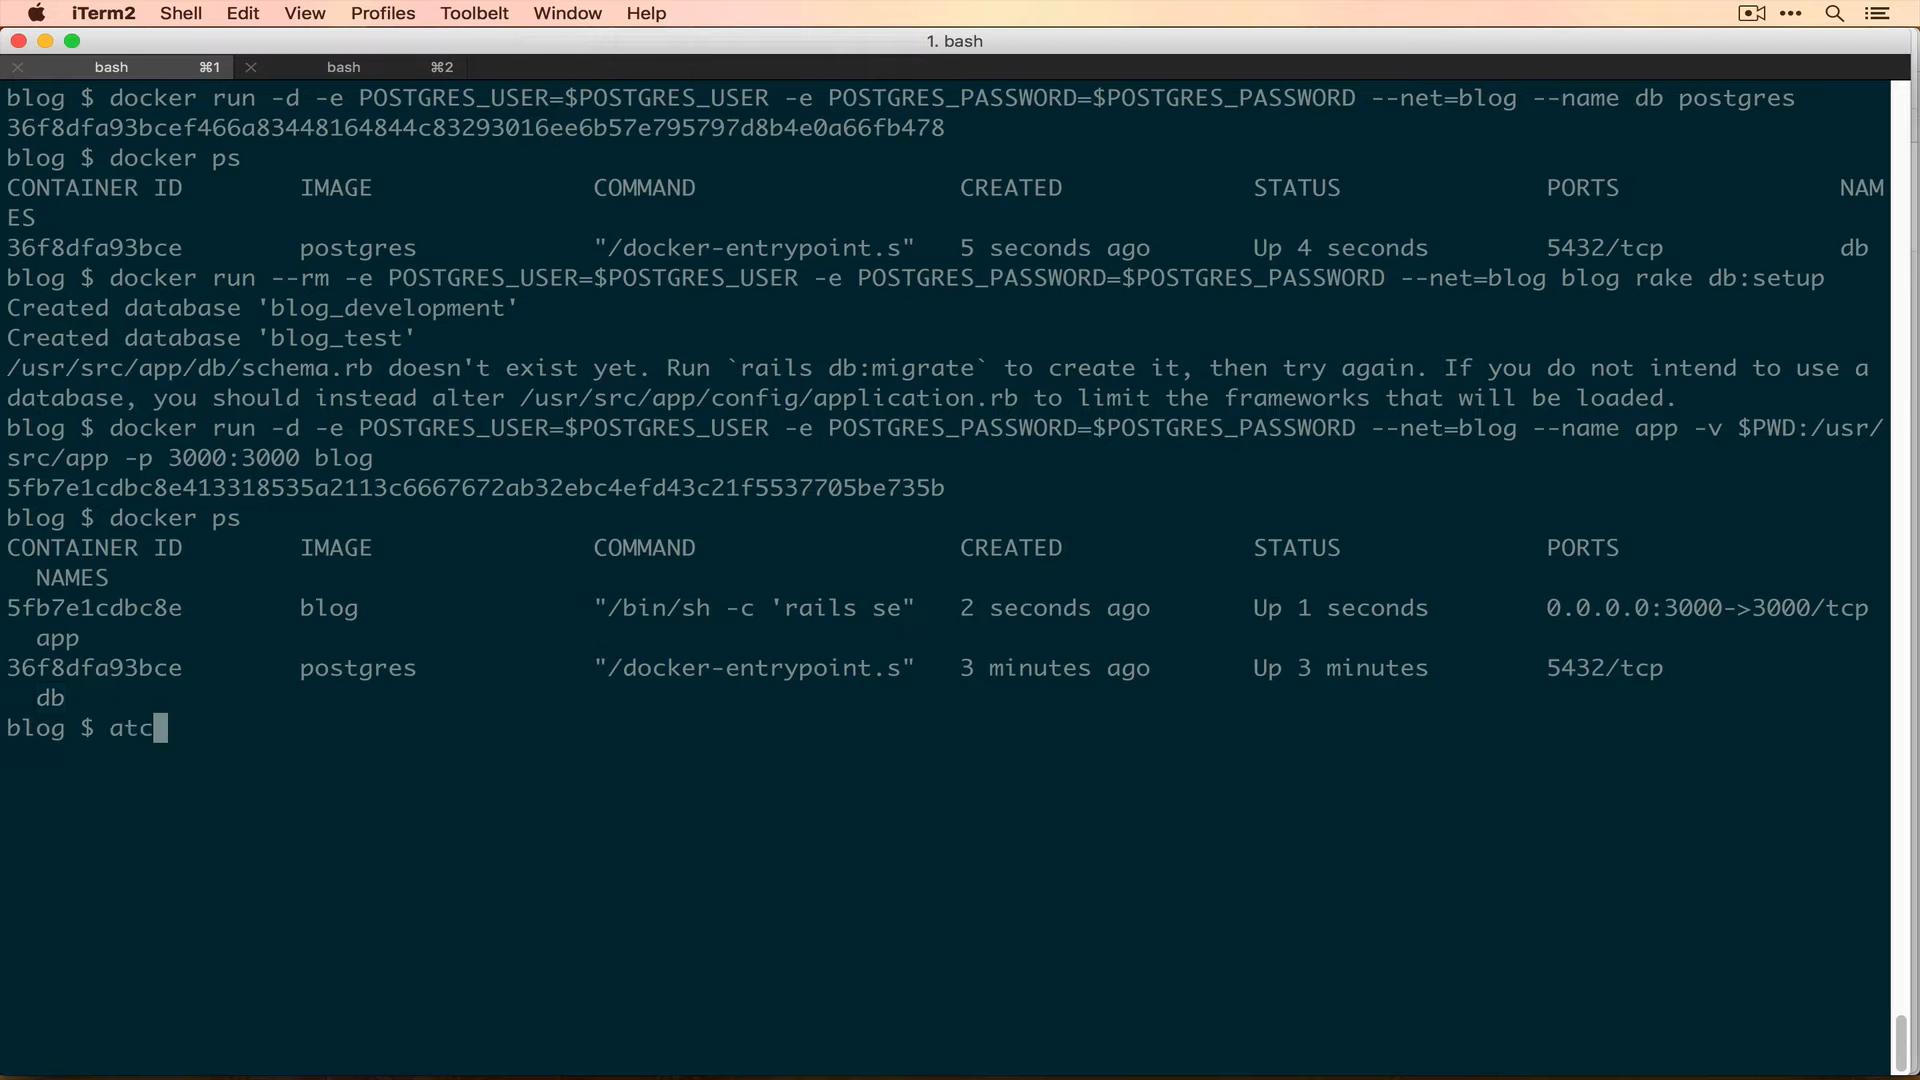 iTerm2 Shell Edit View Profiles Toolbelt Window Help
1. bash
bash ⌘1 bash ⌘2
blog $ docker run -d -e POSTGRES_USER=$POSTGRES_USER -e POSTGRES_PASSWORD=$POSTGRES_PASSWORD --net=blog --name db postgres
36f8dfa93bcef466a83448164844c83293016ee6b57e795797d8b4e0a66fb478
blog $ docker ps
CONTAINER ID IMAGE COMMAND CREATED STATUS PORTS NAM
ES
36f8dfa93bce postgres "/docker-entrypoint.s" 5 seconds ago Up 4 seconds 5432/tcp db
blog $ docker run --rm -e POSTGRES_USER=$POSTGRES_USER -e POSTGRES_PASSWORD=$POSTGRES_PASSWORD --net=blog blog rake db:setup
Created database 'blog_development'
Created database 'blog_test'
/usr/src/app/db/schema.rb doesn't exist yet. Run `rails db:migrate` to create it, then try again. If you do not intend to use a
database, you should instead alter /usr/src/app/config/application.rb to limit the frameworks that will be loaded.
blog $ docker run -d -e POSTGRES_USER=$POSTGRES_USER -e POSTGRES_PASSWORD=$POSTGRES_PASSWORD --net=blog --name app -v $PWD:/usr/
src/app -p 3000:3000 blog
5fb7e1cdbc8e413318535a2113c6667672ab32ebc4efd43c21f5537705be735b
blog $ docker ps
CONTAINER ID IMAGE COMMAND CREATED STATUS PORTS
NAMES
5fb7e1cdbc8e blog "/bin/sh -c 'rails se" 2 seconds ago Up 1 seconds 0.0.0.0:3000->3000/tcp
app
36f8dfa93bce postgres "/docker-entrypoint.s" 3 minutes ago Up 3 minutes 5432/tcp
db
blog $ atc